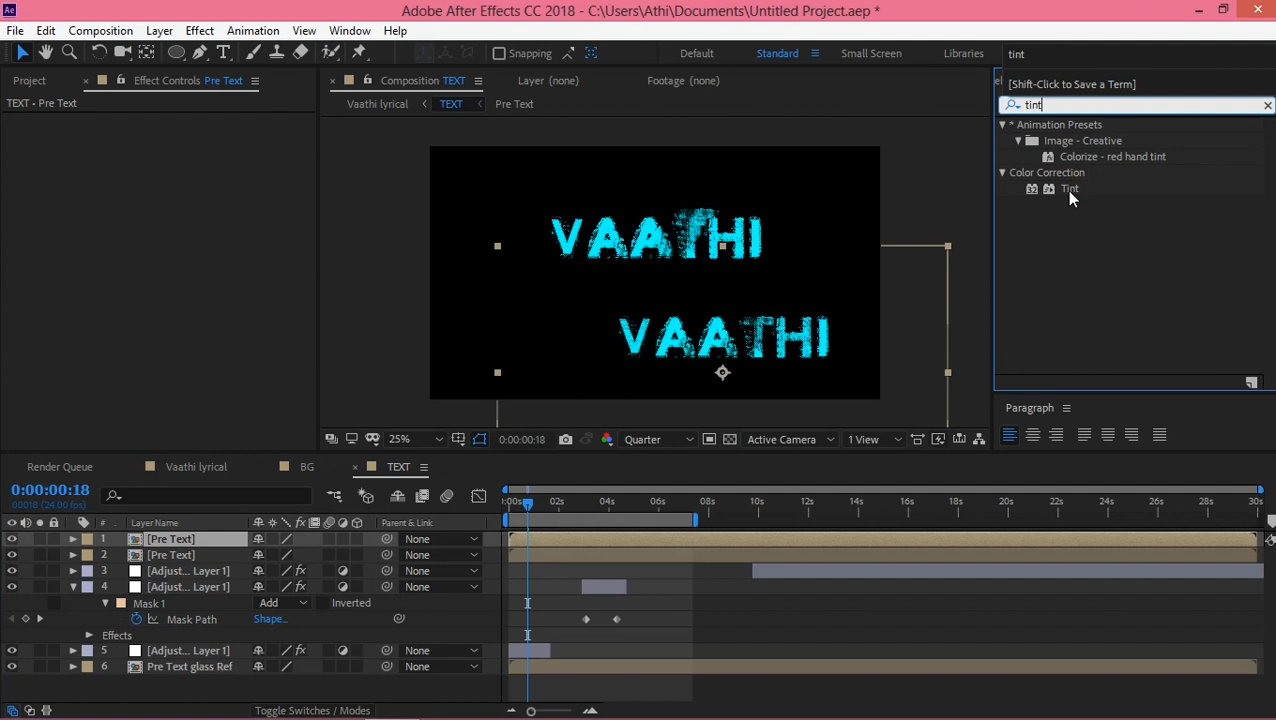 Adobe After Effects CC 2018 - C:\Users\Athi\Documents\Untitled Project.aep *
File Edit Composition Layer Effect Animation View Window Help
Snapping Default Standard Small Screen Libraries tint
Project Effect Controls Pre Text Composition TEXT Layer (none) Footage (none)
[Shift-Click to Save a Term]
TEXT • Pre Text Vaathi lyrical TEXT Pre Text tint
* Animation Presets
Image - Creative
Colorize - red hand tint
Color Correction
32 Tint
VAATHI
VAATHI
Paragraph
25% 0:00:00:18 Quarter Active Camera 1 View
Render Queue Vaathi lyrical BG TEXT
0:00:00:18
00018 (24.00 fps)
:00s 02s 04s 06s 08s 10s 12s 14s 16s 18s 20s 22s 24s 26s 28s 30s
# Layer Name fx Parent & Link
1 [Pre Text] None
2 [Pre Text] None
3 [Adjust... Layer 1] fx None
4 [Adjust... Layer 1] fx None
Mask 1 Add Inverted
Mask Path Shape...
Effects
5 [Adjust... Layer 1] fx None
6 Pre Text glass Ref None
Toggle Switches / Modes